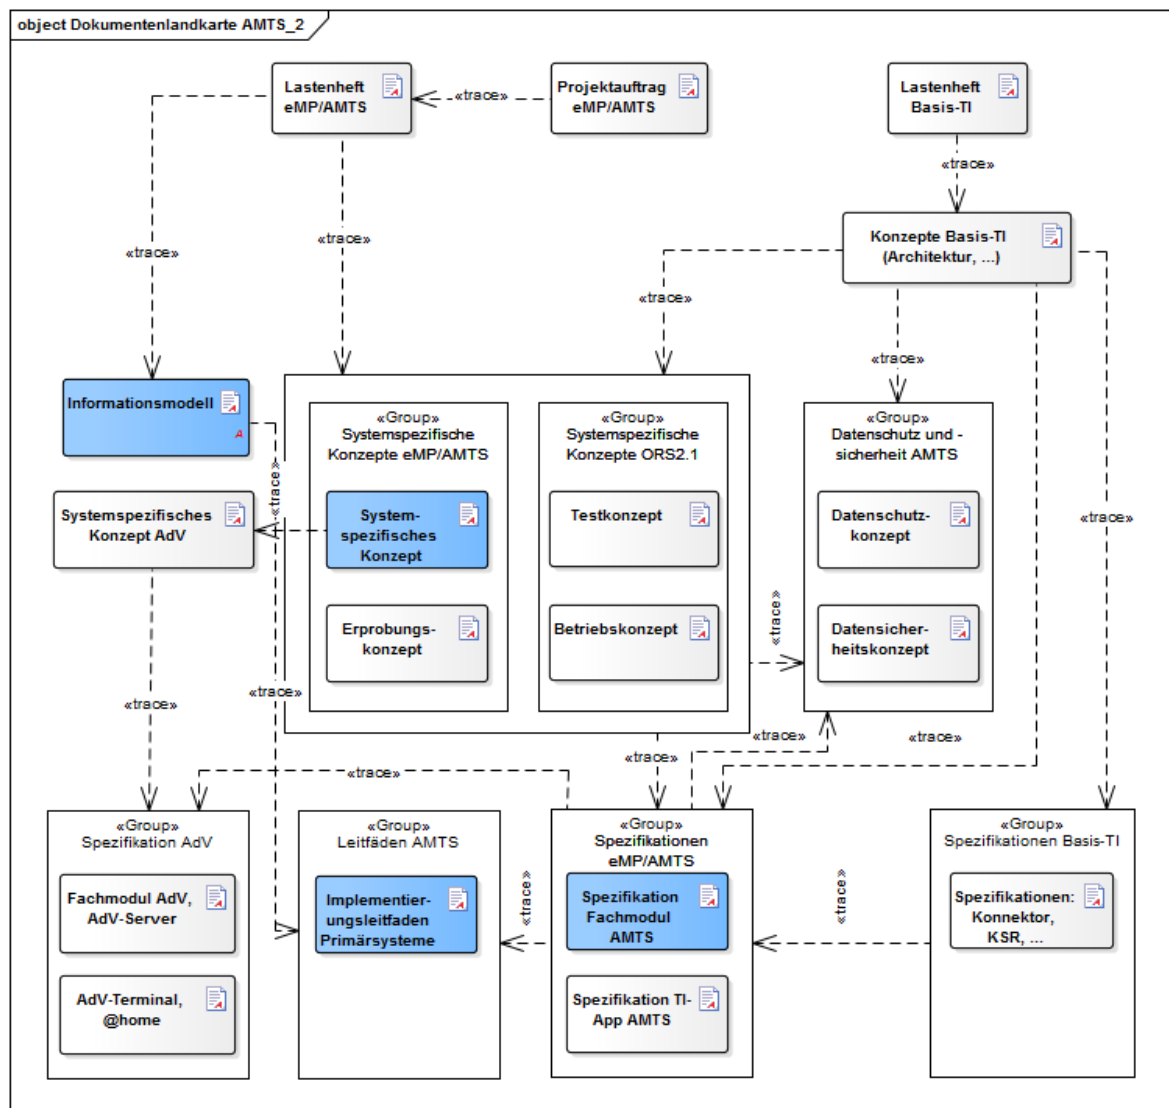 object Dokumentenlandkarte AMTS_2
Lastenheft
eMP/AMTS
«trace»
Projektauftrag
eMP/AMTS
Lastenheft
Basis-TI
«trace»
«trace»
«trace»
Konzepte Basis-TI
(Architektur, ...)
«trace»
«trace»
Informationsmodell
A
«trace»
«Group»
Systemspezifische
Konzepte eMP/AMTS
«Group»
Systemspezifische
Konzepte ORS2.1
«Group»
Datenschutz und -
sicherheit AMTS
«trace»
Systemspezifisches
Konzept AdV
System-
spezifisches
Konzept
Testkonzept
Datenschutz-
konzept
Erprobungs-
konzept
Betriebskonzept
«trace»
Datensicher-
heitskonzept
«trace»
«trace»
«trace»
«trace»
«trace»
«trace»
«trace»
«Group»
Spezifikation AdV
Fachmodul AdV,
AdV-Server
AdV-Terminal,
@home
«Group»
Leitfäden AMTS
Implementier-
ungsleitfaden
Primärsysteme
«trace»
«Group»
Spezifikationen
eMP/AMTS
Spezifikation
Fachmodul
AMTS
Spezifikation TI-
App AMTS
«trace»
«Group»
Spezifikationen Basis-TI
Spezifikationen:
Konnektor,
KSR, ...